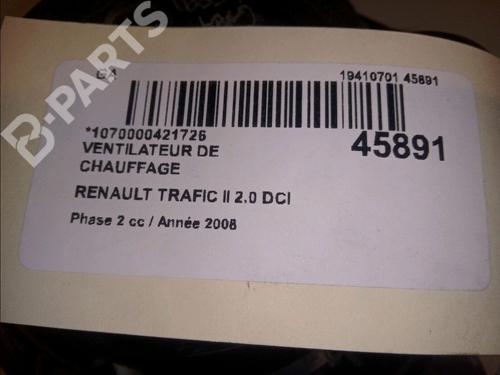 B-PARTS
GA
19410701 45891
*1070000421726
45891
VENTILATEUR DE
CHAUFFAGE
RENAULT TRAFIC II 2.0 DCI
Phase 2 cc / Année 2008